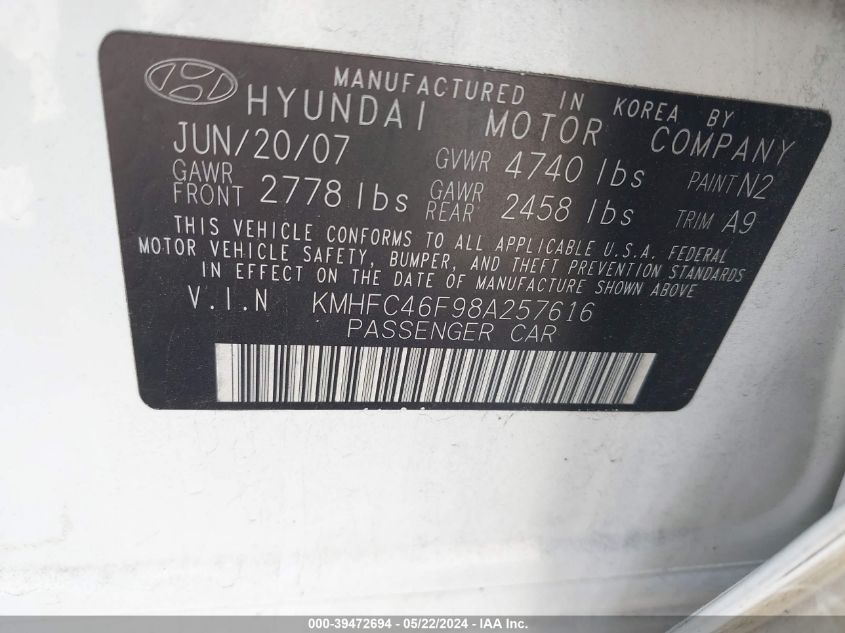 MANUFACTURED IN KOREA BY
HYUNDAI MOTOR COMPANY
JUN/20/07 GVWR 4740 lbs PAINT N2
GAWR FRONT 2778 lbs GAWR REAR 2458 lbs TRIM A9
THIS VEHICLE CONFORMS TO ALL APPLICABLE U.S.A. FEDERAL
MOTOR VEHICLE SAFETY, BUMPER, AND THEFT PREVENTION STANDARDS
IN EFFECT ON THE DATE OF MANUFACTURE SHOWN ABOVE
V.I.N KMHFC46F98A257616
PASSENGER CAR
000-39472694 - 05/22/2024 - IAA Inc.